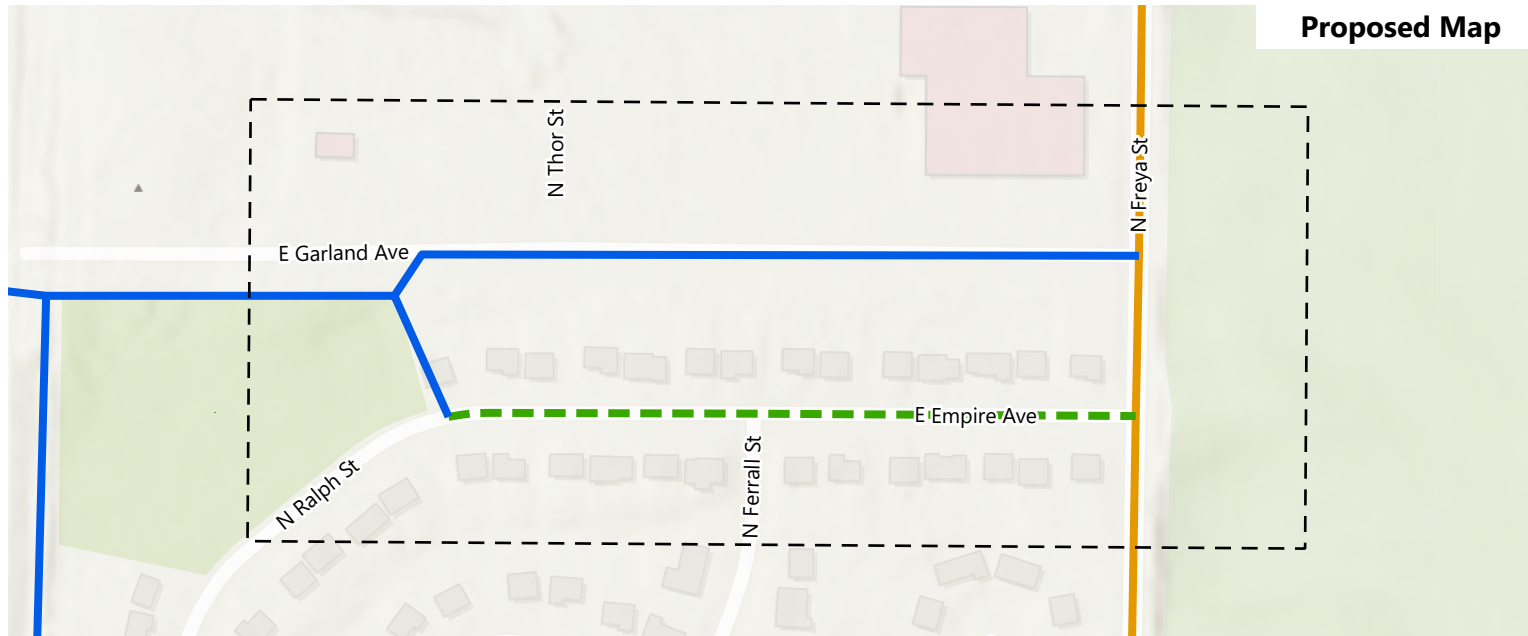 Proposed Map
N Thor St
N Freya St
E Garland Ave
E Empire Ave
N Ferrall St
N Ralph St